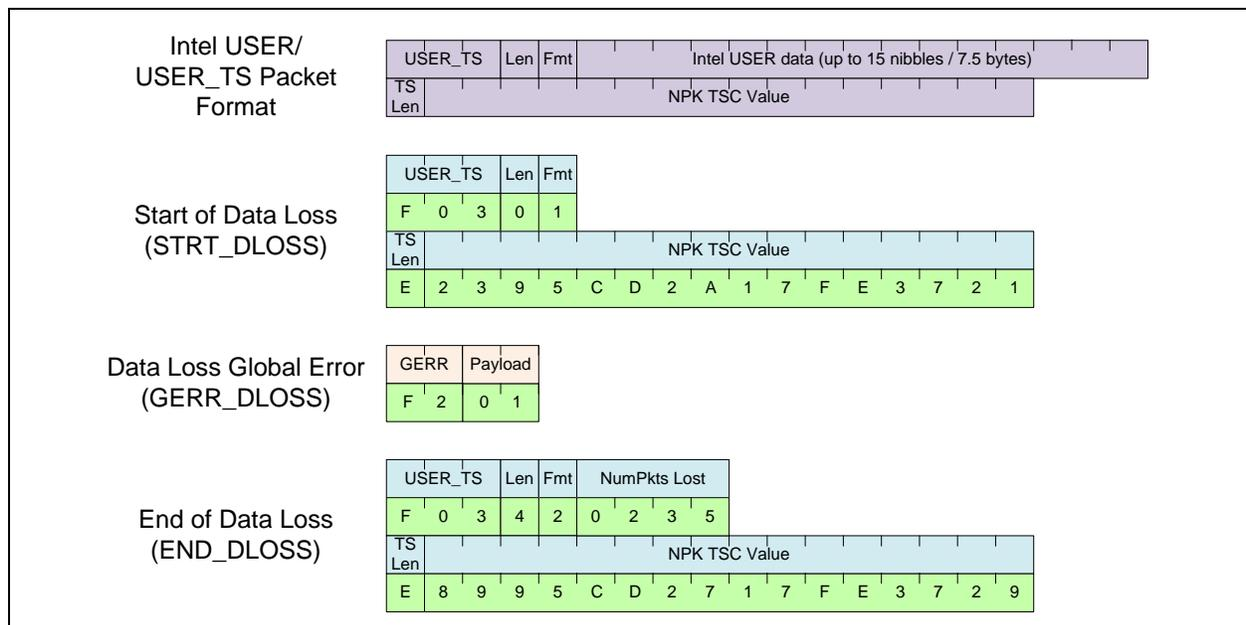 Intel USER/
USER_TS Packet
Format
USER_TS Len Fmt Intel USER data (up to 15 nibbles / 7.5 bytes)
TS
Len
NPK TSC Value
Start of Data Loss
(STRT_DLOSS)
USER_TS Len Fmt
F 0 3 0 1
TS
Len
NPK TSC Value
E 2 3 9 5 C D 2 A 1 7 F E 3 7 2 1
Data Loss Global Error
(GERR_DLOSS)
GERR Payload
F 2 0 1
End of Data Loss
(END_DLOSS)
USER_TS Len Fmt NumPkts Lost
F 0 3 4 2 0 2 3 5
TS
Len
NPK TSC Value
E 8 9 9 5 C D 2 7 1 7 F E 3 7 2 9